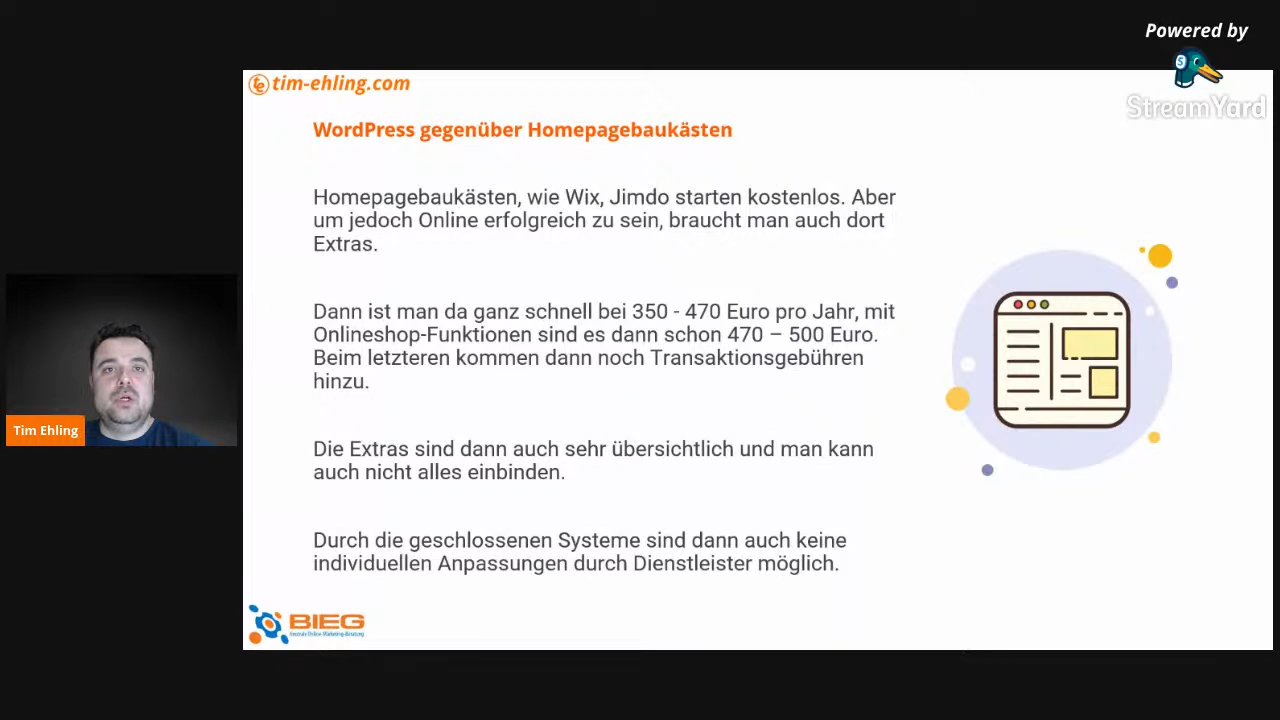 Powered by
StreamYard
tim-ehling.com
WordPress gegenüber Homepagebaukästen
Homepagebaukästen, wie Wix, Jimdo starten kostenlos. Aber
um jedoch Online erfolgreich zu sein, braucht man auch dort
Extras.
Dann ist man da ganz schnell bei 350 - 470 Euro pro Jahr, mit
Onlineshop-Funktionen sind es dann schon 470 – 500 Euro.
Beim letzteren kommen dann noch Transaktionsgebühren
hinzu.
Die Extras sind dann auch sehr übersichtlich und man kann
auch nicht alles einbinden.
Durch die geschlossenen Systeme sind dann auch keine
individuellen Anpassungen durch Dienstleister möglich.
Tim Ehling
BIEG